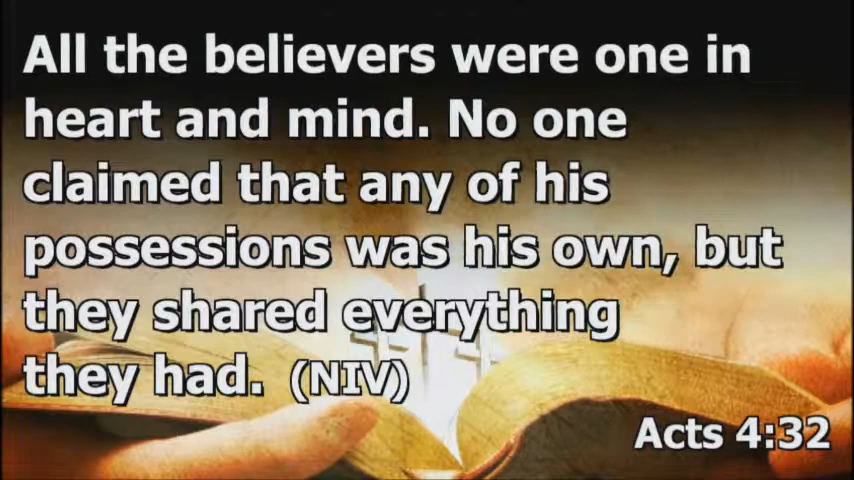 All the believers were one in
heart and mind. No one
claimed that any of his
possessions was his own, but
they shared everything
they had. (NIV)
Acts 4:32